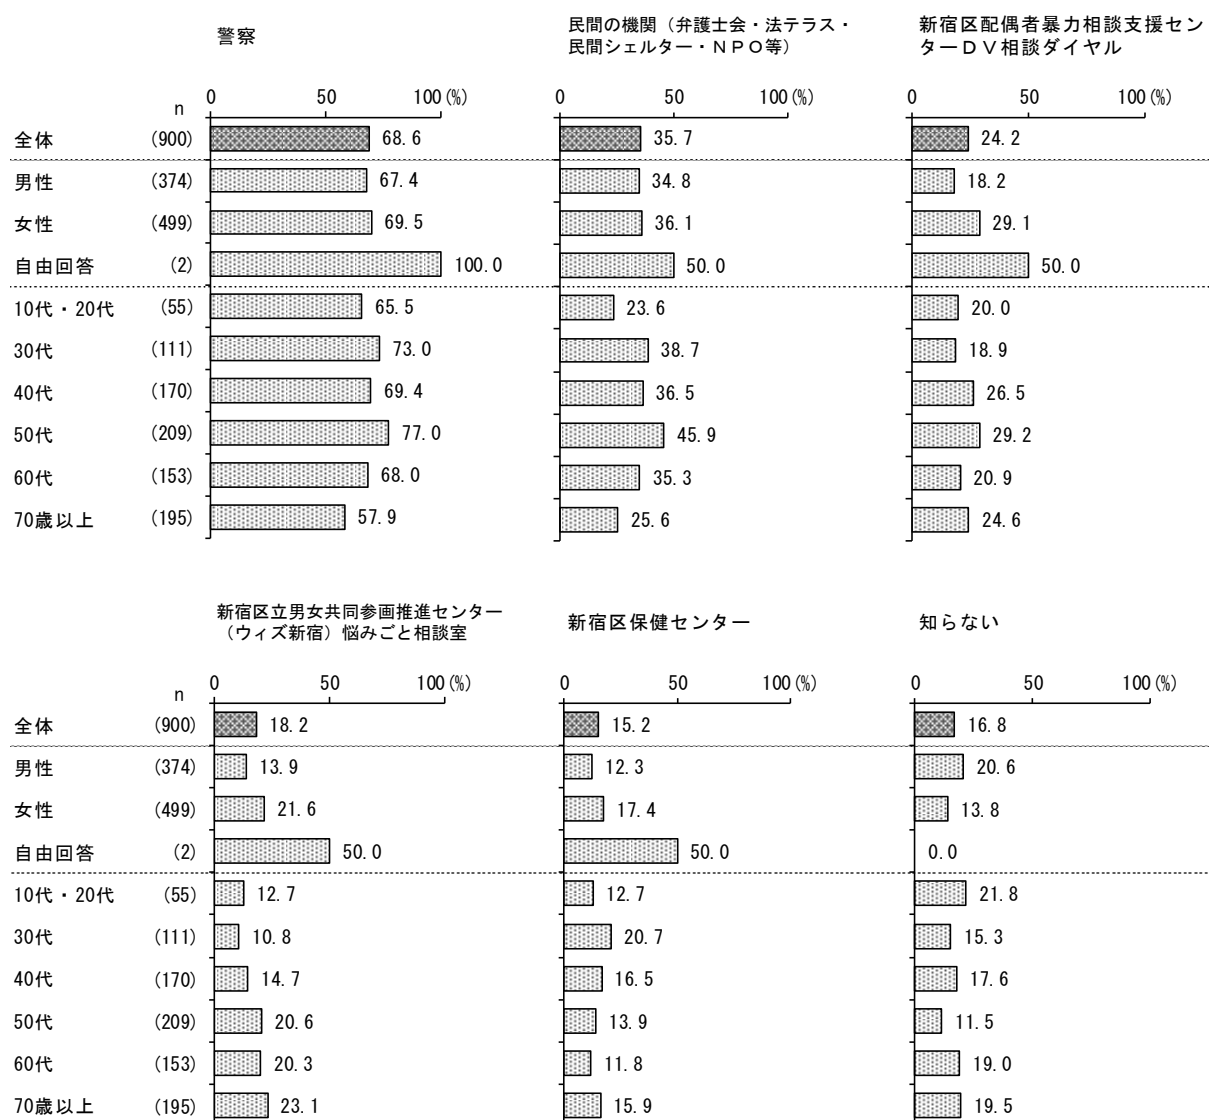 警察
民間の機関（弁護士会・法テラス・
民間シェルター・ＮＰＯ等）
新宿区配偶者暴力相談支援セン
ターＤＶ相談ダイヤル
n 0 50 100(%) 0 50 100(%) 0 50 100(%)
全体 (900) 68.6 35.7 24.2
男性 (374) 67.4 34.8 18.2
女性 (499) 69.5 36.1 29.1
自由回答 (2) 100.0 50.0 50.0
10代・20代 (55) 65.5 23.6 20.0
30代 (111) 73.0 38.7 18.9
40代 (170) 69.4 36.5 26.5
50代 (209) 77.0 45.9 29.2
60代 (153) 68.0 35.3 20.9
70歳以上 (195) 57.9 25.6 24.6
新宿区立男女共同参画推進センター
（ウィズ新宿）悩みごと相談室
新宿区保健センター
知らない
n 0 50 100(%) 0 50 100(%) 0 50 100(%)
全体 (900) 18.2 15.2 16.8
男性 (374) 13.9 12.3 20.6
女性 (499) 21.6 17.4 13.8
自由回答 (2) 50.0 50.0 0.0
10代・20代 (55) 12.7 12.7 21.8
30代 (111) 10.8 20.7 15.3
40代 (170) 14.7 16.5 17.6
50代 (209) 20.6 13.9 11.5
60代 (153) 20.3 11.8 19.0
70歳以上 (195) 23.1 15.9 19.5